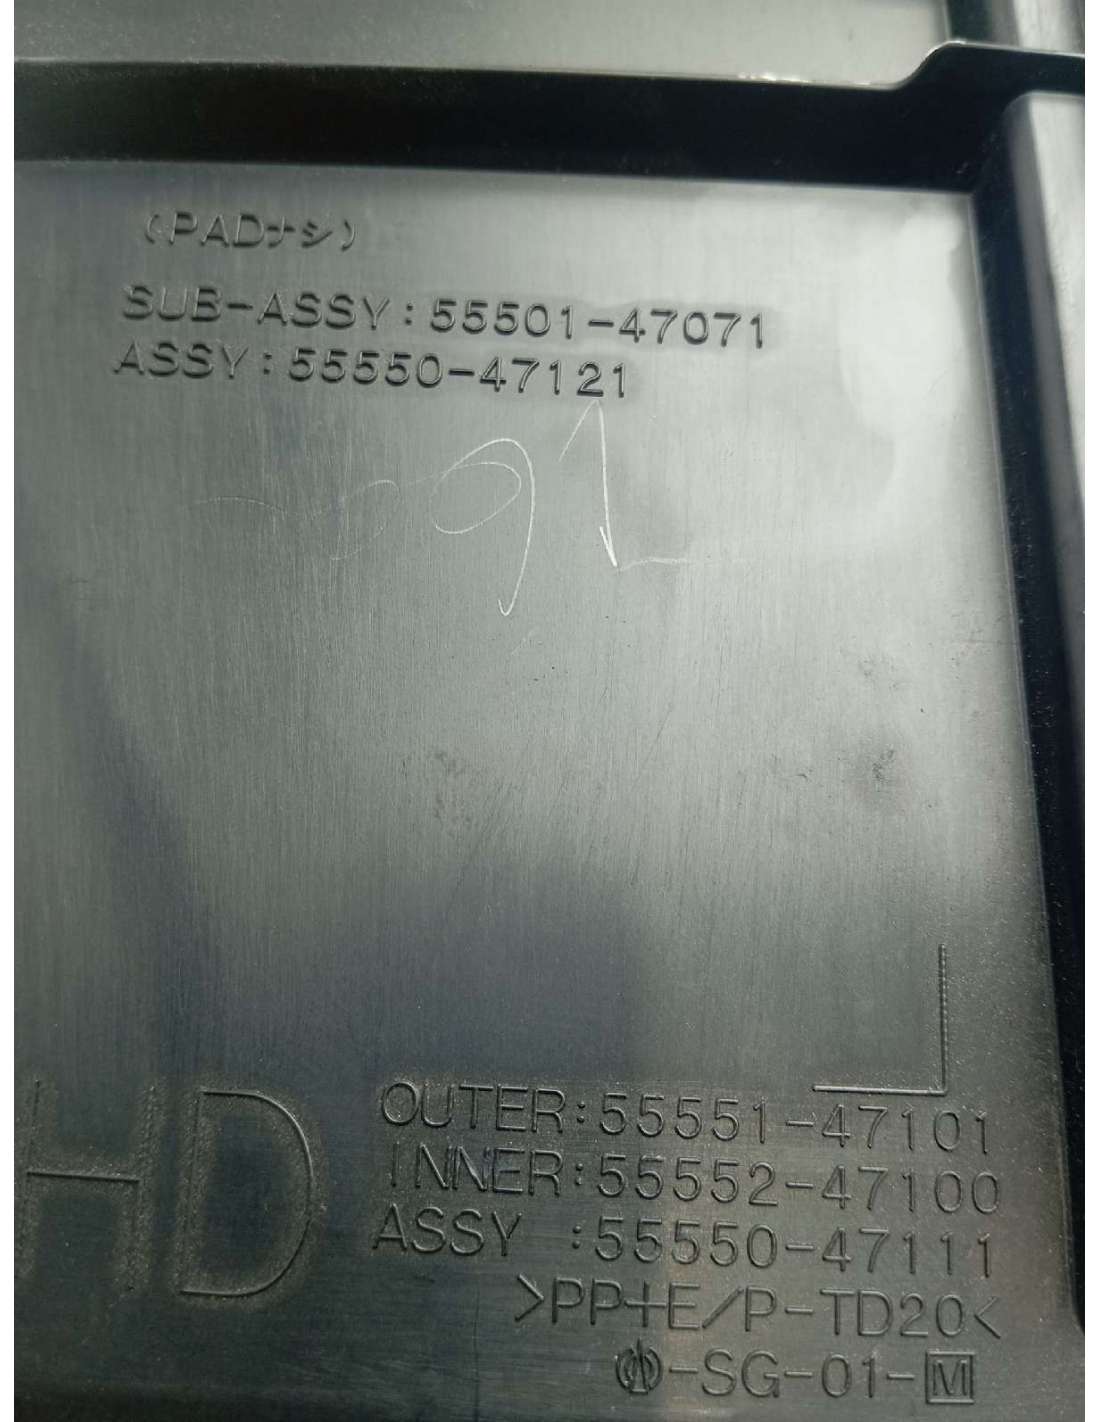 (PADナシ)
SUB-ASSY:55501-47071
ASSY:55550-47121
91
HD
OUTER:55551-47101
INNER:55552-47100
ASSY :55550-47111
>PP+E/P-TD20<
-SG-01-M